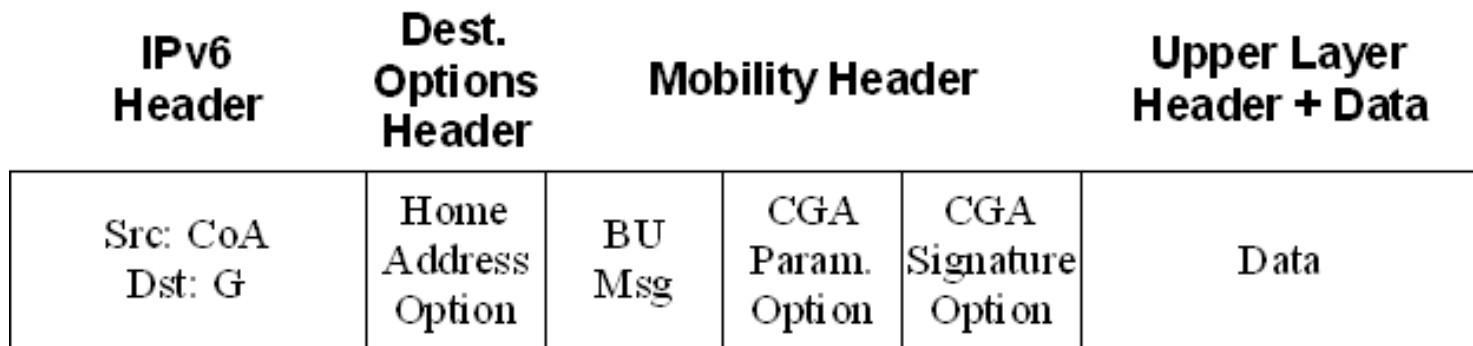 IPv6
Header
Dest.
Options
Header
Mobility Header
Upper Layer
Header + Data
Src: CoA
Dst: G
Home
Address
Option
BU
Msg
CGA
Param.
Option
CGA
Signature
Option
Data